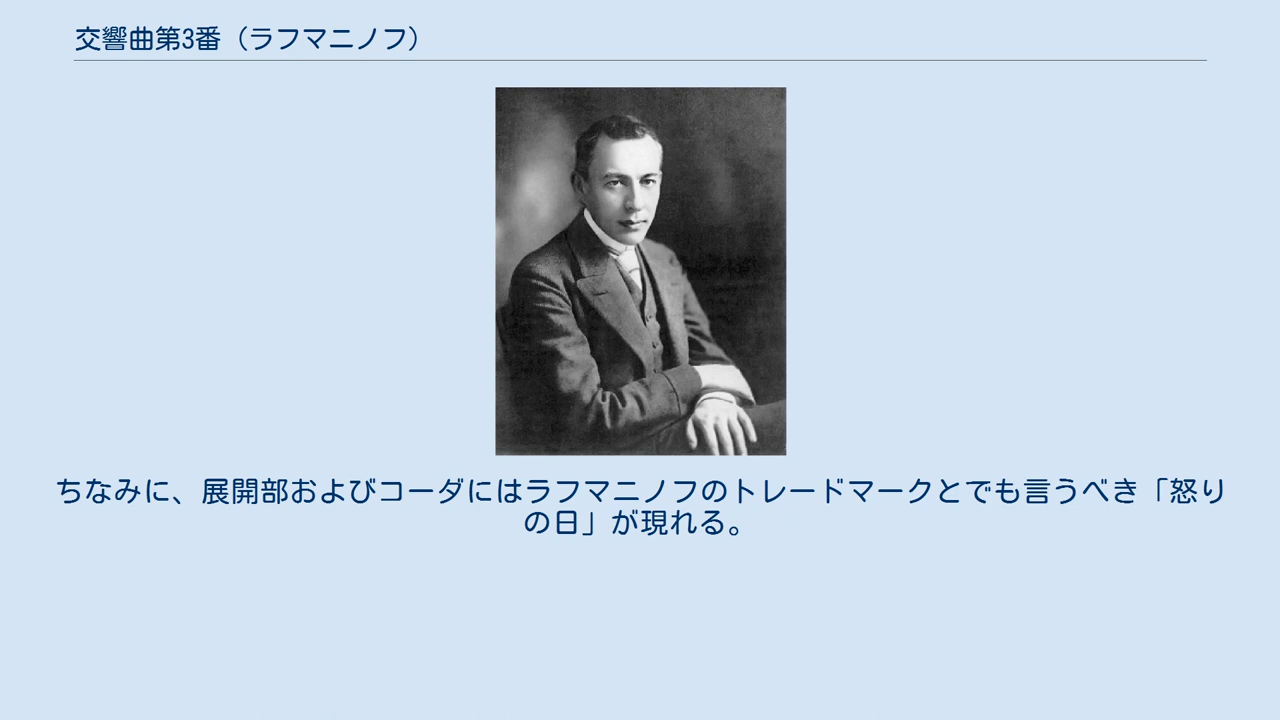 交響曲第3番（ラフマニノフ）
ちなみに、展開部およびコーダにはラフマニノフのトレードマークとでも言うべき「怒り
の日」が現れる。